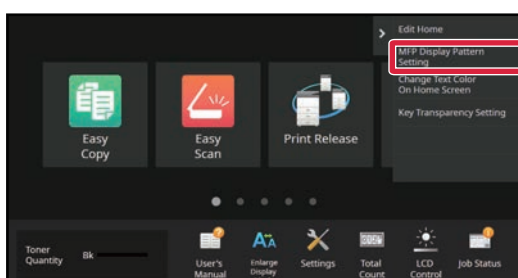 Edit Home
MFP Display Pattern
Setting
Change Text Color
On Home Screen
Key Transparency Setting
Easy
Copy
Easy
Scan
Print Release
Toner
Quantity
Bk
User's
Manual
Enlarge
Display
Settings
Total
Count
LCD
Control
Job Status